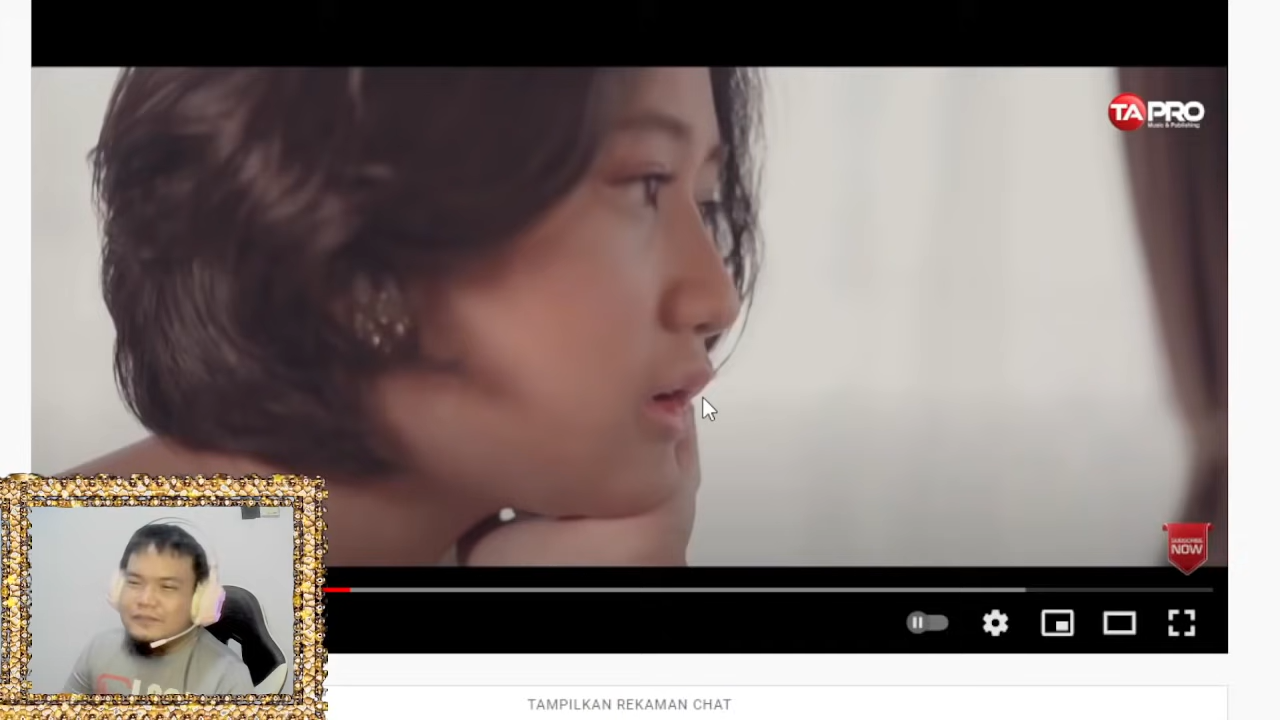 TA PRO
Music & Publishing
SUBSCRIBE
NOW
TAMPILKAN REKAMAN CHAT